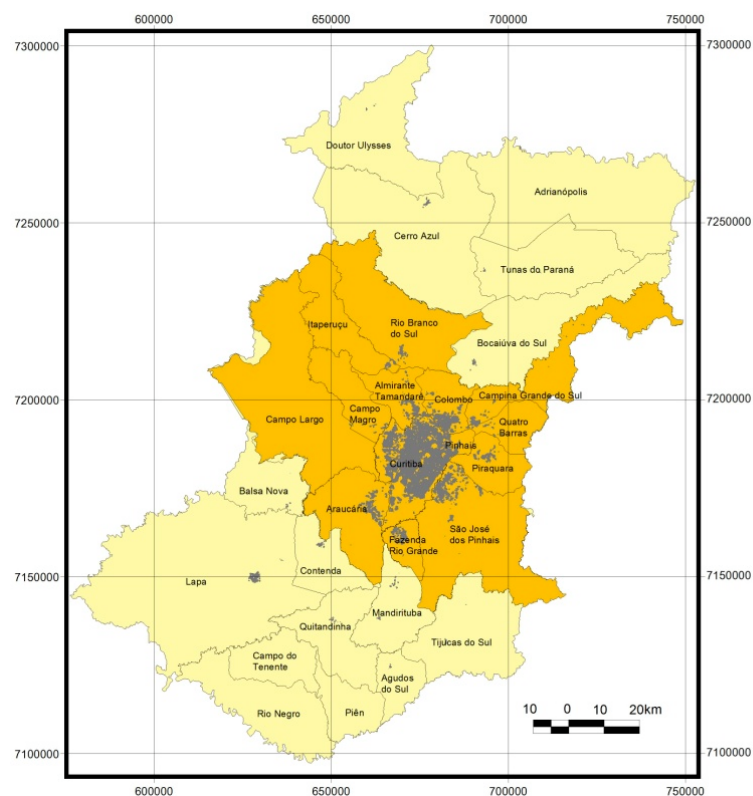 600000 650000 700000 750000
7300000 7300000
Doutor Ulysses
Adrianópolis
7250000 7250000
Cerro Azul
Tunas do Paraná
Itaperuçu
Rio Branco
do Sul
Bocaiúva do Sul
7200000 7200000
Almirante
Tamandaré
Colombo
Campina Grande do Sul
Campo Largo
Campo
Magro
Quatro
Barras
Pinhais
Curitiba
Piraquara
Balsa Nova
Araucária
São José
dos Pinhais
Fazenda
Rio Grande
7150000 7150000
Lapa
Contenda
Mandirituba
Quitandinha
Tijucas do Sul
Campo do
Tenente
Agudos
do Sul
Rio Negro
Piên
10 0 10 20km
7100000 7100000
600000 650000 700000 750000